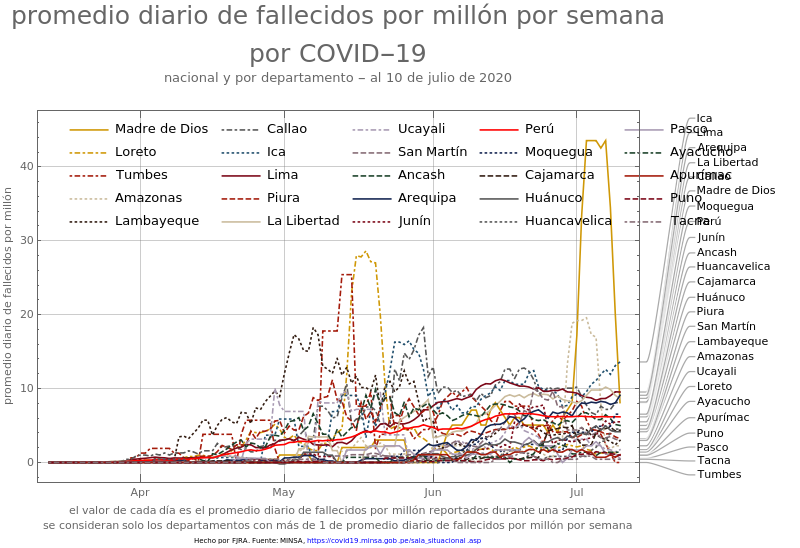 promedio diario de fallecidos por millón por semana
por COVID−19
nacional y por departamento − al 10 de julio de 2020
Madre de Dios Callao Ucayali Perú Pasco
Loreto Ica San Martín Moquegua Ayacucho
Tumbes Lima Ancash Cajamarca Apurímac
Amazonas Piura Arequipa Huánuco Puno
Lambayeque La Libertad Junín Huancavelica Tacna
promedio diario de fallecidos por millón
40
30
20
10
0
Apr May Jun Jul
Ica
Lima
Arequipa
La Libertad
Callao
Madre de Dios
Moquegua
Perú
Junín
Ancash
Huancavelica
Cajamarca
Huánuco
Piura
San Martín
Lambayeque
Amazonas
Ucayali
Loreto
Ayacucho
Apurímac
Puno
Pasco
Tacna
Tumbes
el valor de cada día es el promedio diario de fallecidos por millón reportados durante una semana
se consideran solo los departamentos con más de 1 de promedio diario de fallecidos por millón por semana
Hecho por FJRA. Fuente: MINSA, https://covid19.minsa.gob.pe/sala_situacional .asp